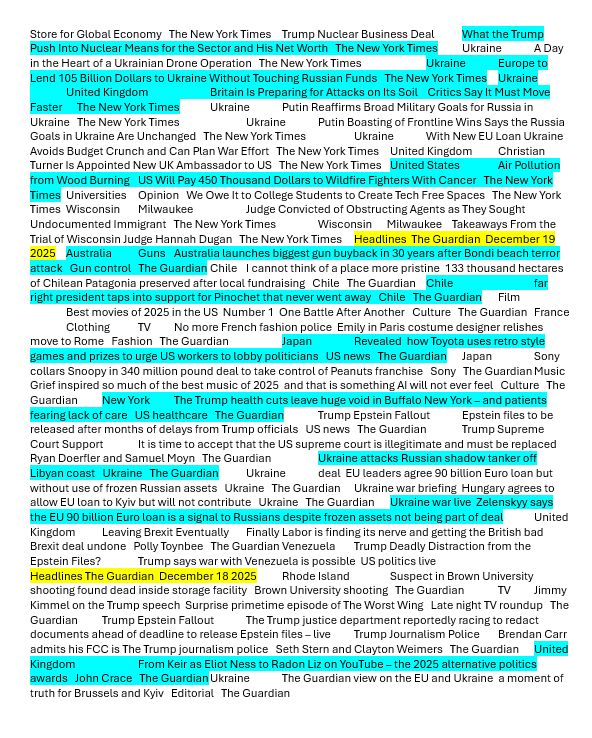 Store for Global Economy The New York Times Trump Nuclear Business Deal What the Trump
Push Into Nuclear Means for the Sector and His Net Worth The New York Times Ukraine A Day
in the Heart of a Ukrainian Drone Operation The New York Times Ukraine Europe to
Lend 105 Billion Dollars to Ukraine Without Touching Russian Funds The New York Times Ukraine
United Kingdom Britain Is Preparing for Attacks on Its Soil Critics Say It Must Move
Faster The New York Times Ukraine Putin Reaffirms Broad Military Goals for Russia in
Ukraine The New York Times Ukraine Putin Boasting of Frontline Wins Says the Russia
Goals in Ukraine Are Unchanged The New York Times Ukraine With New EU Loan Ukraine
Avoids Budget Crunch and Can Plan War Effort The New York Times United Kingdom Christian
Turner Is Appointed New UK Ambassador to US The New York Times United States Air Pollution
from Wood Burning US Will Pay 450 Thousand Dollars to Wildfire Fighters With Cancer The New York
Times Universities Opinion We Owe It to College Students to Create Tech Free Spaces The New York
Times Wisconsin Milwaukee Judge Convicted of Obstructing Agents as They Sought
Undocumented Immigrant The New York Times Wisconsin Milwaukee Takeaways From the
Trial of Wisconsin Judge Hannah Dugan The New York Times Headlines The Guardian December 19
2025 Australia Guns Australia launches biggest gun buyback in 30 years after Bondi beach terror
attack Gun control The Guardian Chile I cannot think of a place more pristine 133 thousand hectares
of Chilean Patagonia preserved after local fundraising Chile The Guardian Chile far
right president taps into support for Pinochet that never went away Chile The Guardian Film
Best movies of 2025 in the US Number 1 One Battle After Another Culture The Guardian France
Clothing TV No more French fashion police Emily in Paris costume designer relishes
move to Rome Fashion The Guardian Japan Revealed how Toyota uses retro style
games and prizes to urge US workers to lobby politicians US news The Guardian Japan Sony
collars Snoopy in 340 million pound deal to take control of Peanuts franchise Sony The Guardian Music
Grief inspired so much of the best music of 2025 and that is something AI will not ever feel Culture The
Guardian New York The Trump health cuts leave huge void in Buffalo New York – and patients
fearing lack of care US healthcare The Guardian Trump Epstein Fallout Epstein files to be
released after months of delays from Trump officials US news The Guardian Trump Supreme
Court Support It is time to accept that the US supreme court is illegitimate and must be replaced
Ryan Doerfler and Samuel Moyn The Guardian Ukraine attacks Russian shadow tanker off
Libyan coast Ukraine The Guardian Ukraine deal EU leaders agree 90 billion Euro loan but
without use of frozen Russian assets Ukraine The Guardian Ukraine war briefing Hungary agrees to
allow EU loan to Kyiv but will not contribute Ukraine The Guardian Ukraine war live Zelenskyy says
the EU 90 billion Euro loan is a signal to Russians despite frozen assets not being part of deal United
Kingdom Leaving Brexit Eventually Finally Labor is finding its nerve and getting the British bad
Brexit deal undone Polly Toynbee The Guardian Venezuela Trump Deadly Distraction from the
Epstein Files? Trump says war with Venezuela is possible US politics live
Headlines The Guardian December 18 2025 Rhode Island Suspect in Brown University
shooting found dead inside storage facility Brown University shooting The Guardian TV Jimmy
Kimmel on the Trump speech Surprise primetime episode of The Worst Wing Late night TV roundup The
Guardian Trump Epstein Fallout The Trump justice department reportedly racing to redact
documents ahead of deadline to release Epstein files – live Trump Journalism Police Brendan Carr
admits his FCC is The Trump journalism police Seth Stern and Clayton Weimers The Guardian United
Kingdom From Keir as Eliot Ness to Radon Liz on YouTube – the 2025 alternative politics
awards John Crace The Guardian Ukraine The Guardian view on the EU and Ukraine a moment of
truth for Brussels and Kyiv Editorial The Guardian